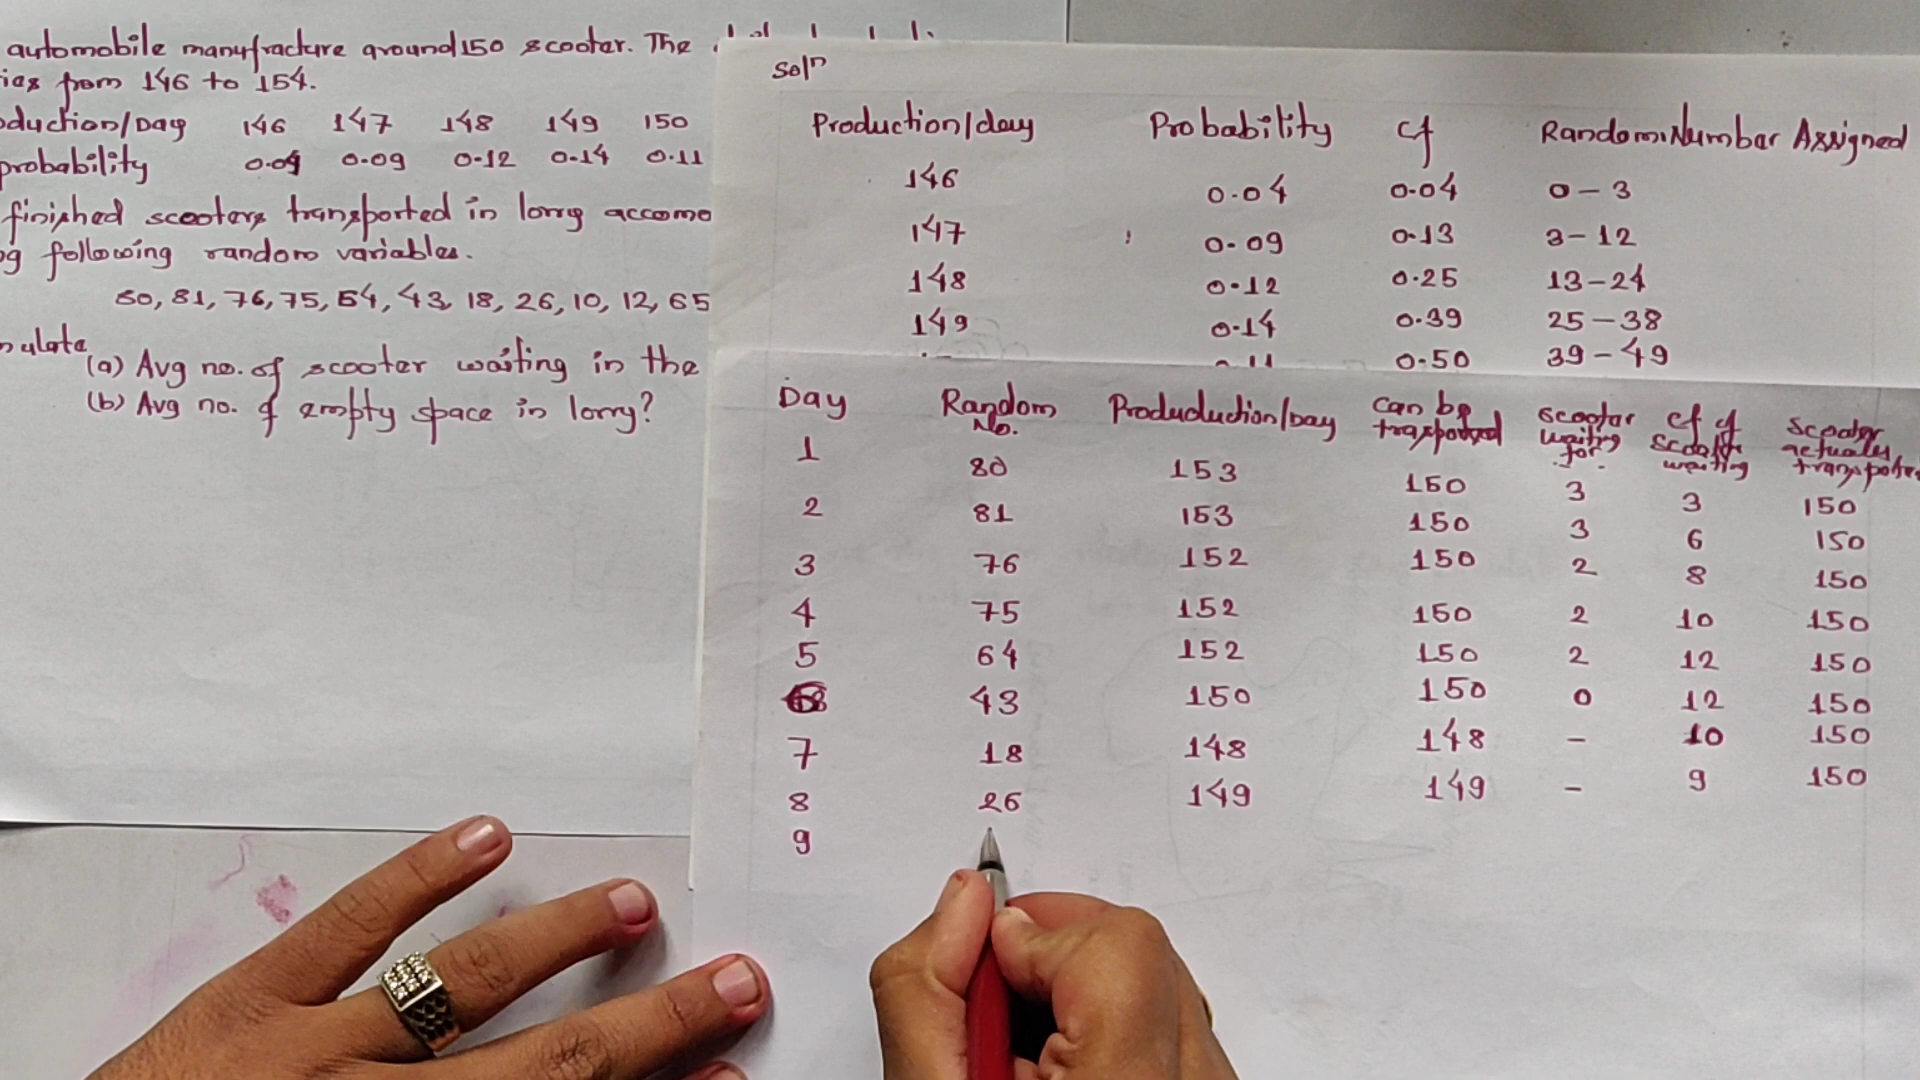 automobile manufracture around 150 scooter. The
ies from 146 to 154.
oduction/Day 146 147 148 149 150
probability 0.04 0.09 0.12 0.14 0.11
finished scooters transported in lorry accomo
g following random variables.
80, 81, 76, 75, 64, 43, 18, 26, 10, 12, 65
ulate
(a) Avg no. of scooter waiting in the
(b) Avg no. of empty space in lorry?
Solⁿ
Production/day Probability cf Random Number Assigned
146 0.04 0.04 0-3
147 0.09 0.13 3-12
148 0.12 0.25 13-24
149 0.14 0.39 25-38
0.50 39-49
Day Random No. Produduction/Day can be trasported scooter waiting for cf of scooter waiting scooter actually transported
1 80 153 150 3 3 150
2 81 153 150 3 6 150
3 76 152 150 2 8 150
4 75 152 150 2 10 150
5 64 152 150 2 12 150
43 150 150 0 12 150
7 18 148 148 - 10 150
8 26 149 149 - 9 150
9